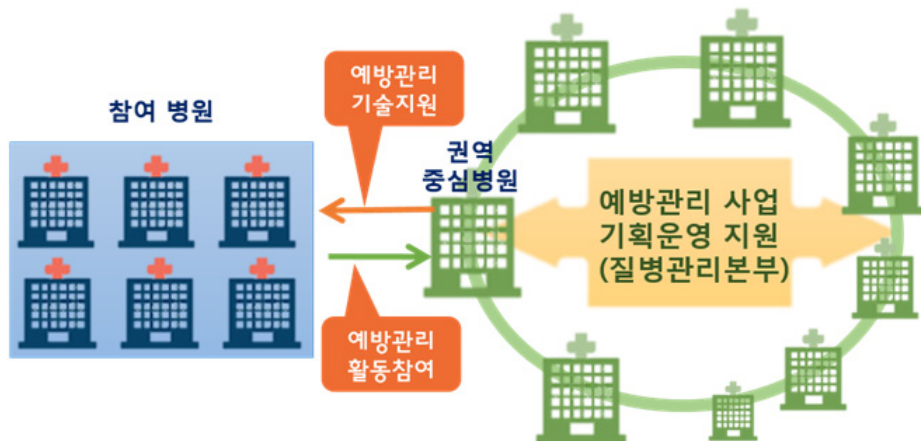 참여 병원
예방관리
기술지원
권역
중심병원
예방관리 사업
기획운영 지원
(질병관리본부)
예방관리
활동참여